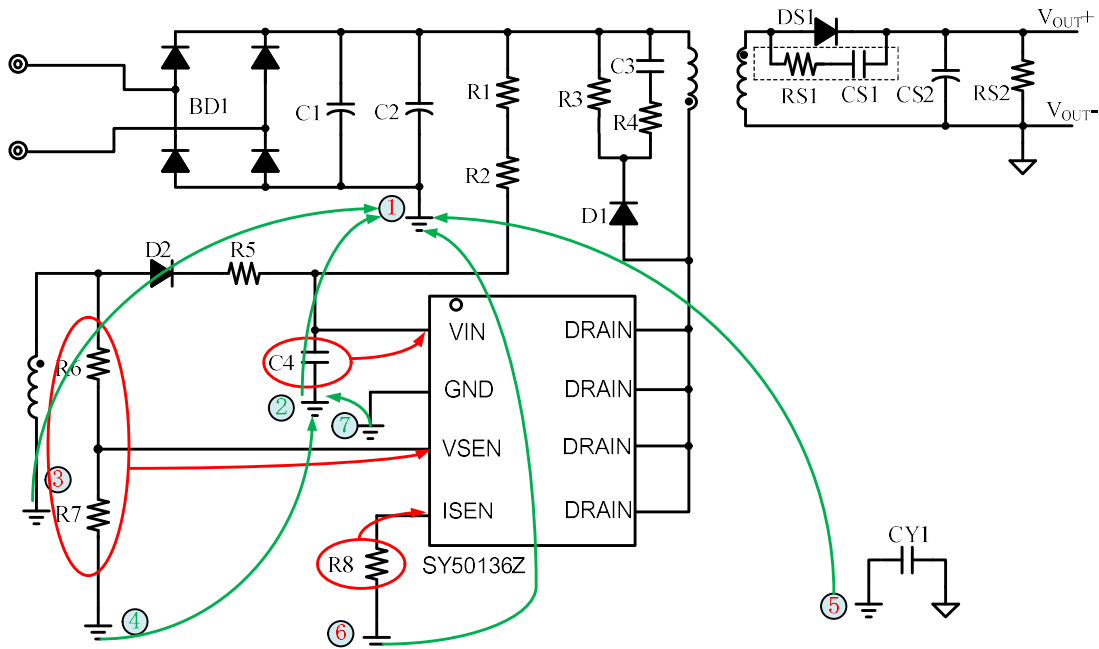 DS1
VOUT+
BD1
C1
C2
R1
R3
C3
R4
RS1
CS1
CS2
RS2
VOUT-
R2
①
D1
D2
R5
VIN
DRAIN
R6
C4
GND
DRAIN
②
⑦
VSEN
DRAIN
③
R7
ISEN
DRAIN
R8
SY50136Z
CY1
④
⑥
⑤